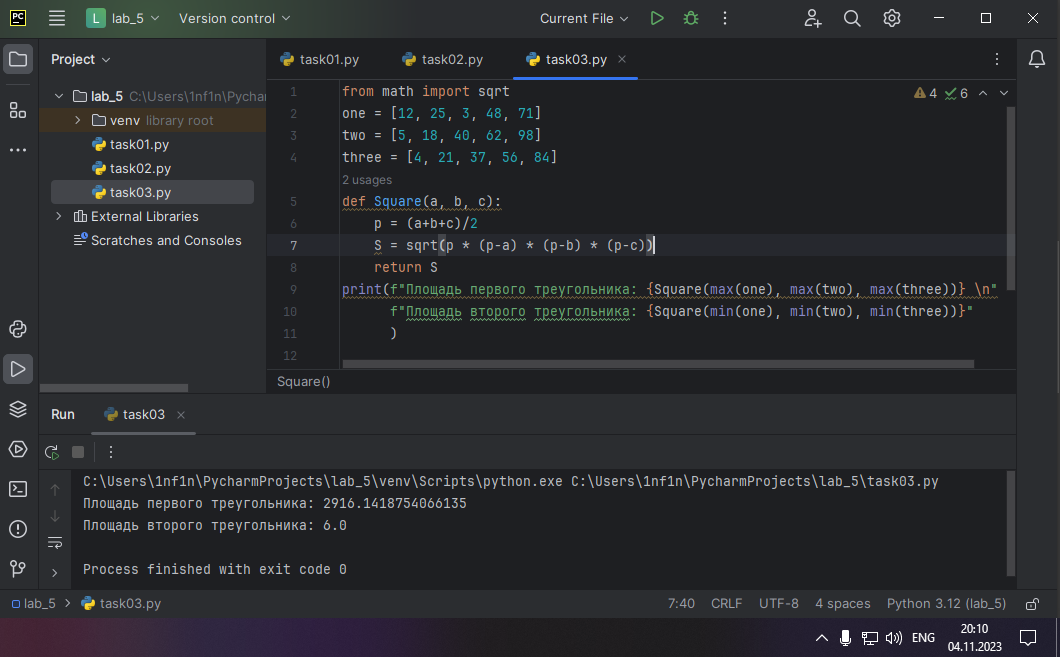 PC L lab_5 Version control Current File
Project
task01.py task02.py task03.py
lab_5 C:\Users\1nf1n\Pychar
venv library root
task01.py
task02.py
task03.py
External Libraries
Scratches and Consoles
4 6
1 from math import sqrt
2 one = [12, 25, 3, 48, 71]
3 two = [5, 18, 40, 62, 98]
4 three = [4, 21, 37, 56, 84]
2 usages
5 def Square(a, b, c):
6 p = (a+b+c)/2
7 S = sqrt(p * (p-a) * (p-b) * (p-c))
8 return S
9 print(f"Площадь первого треугольника: {Square(max(one), max(two), max(three))} \n"
10 f"Площадь второго треугольника: {Square(min(one), min(two), min(three))}"
11 )
12
Square()
Run task03
C:\Users\1nf1n\PycharmProjects\lab_5\venv\Scripts\python.exe C:\Users\1nf1n\PycharmProjects\lab_5\task03.py
Площадь первого треугольника: 2916.1418754066135
Площадь второго треугольника: 6.0
Process finished with exit code 0
lab_5 task03.py 7:40 CRLF UTF-8 4 spaces Python 3.12 (lab_5)
ENG 20:10
04.11.2023